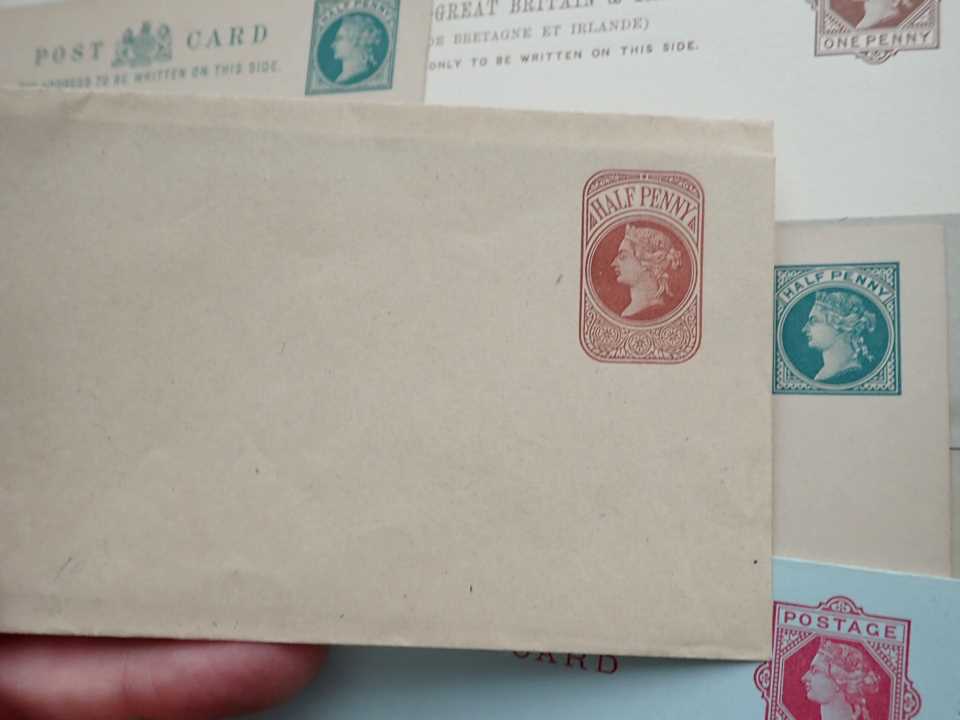 POST CARD
ADDRESS TO BE WRITTEN ON THIS SIDE.
HALF PENNY
GREAT BRITAIN &
DE BRETAGNE ET IRLANDE)
ONLY TO BE WRITTEN ON THIS SIDE.
ONE PENNY
HALF PENNY
HALF PENNY
CARD
POSTAGE